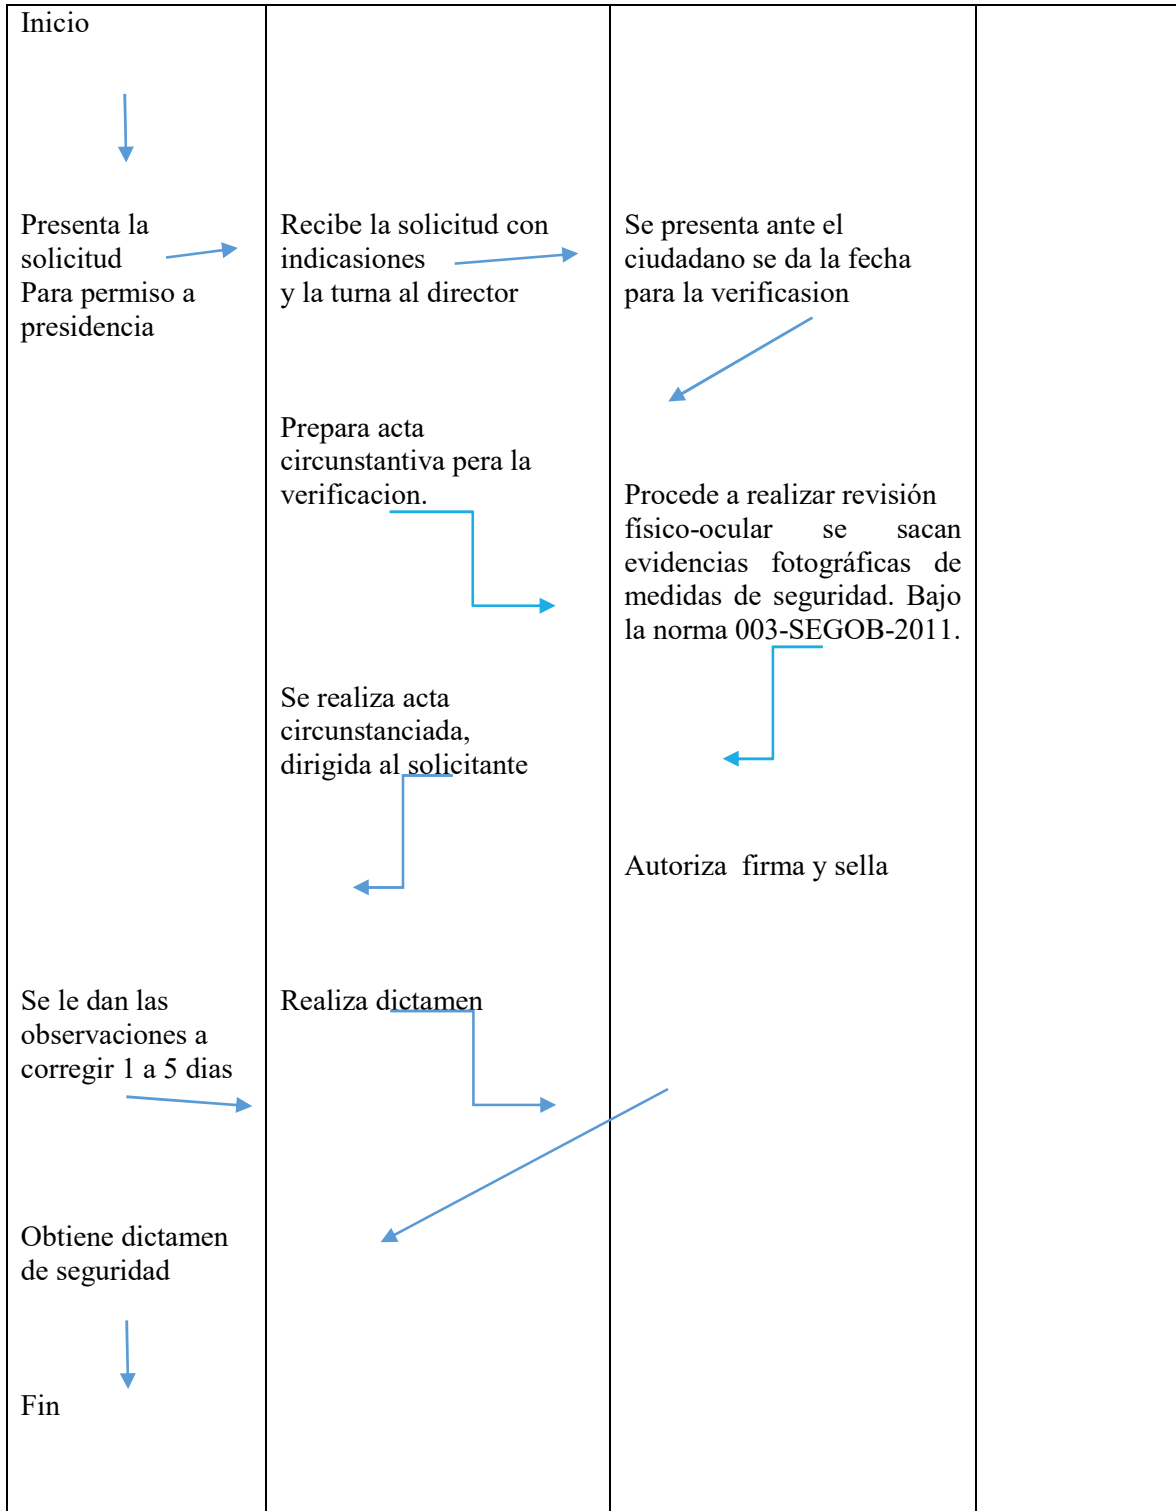 Inicio
Presenta la
solicitud
Para permiso a
presidencia
Recibe la solicitud con
indicasiones
y la turna al director
Se presenta ante el
ciudadano se da la fecha
para la verificasion
Prepara acta
circunstantiva pera la
verificacion.
Procede a realizar revisión
físico-ocular se sacan
evidencias fotográficas de
medidas de seguridad. Bajo
la norma 003-SEGOB-2011.
Se realiza acta
circunstanciada,
dirigida al solicitante
Autoriza  firma y sella
Se le dan las
observaciones a
corregir 1 a 5 dias
Realiza dictamen
Obtiene dictamen
de seguridad
Fin